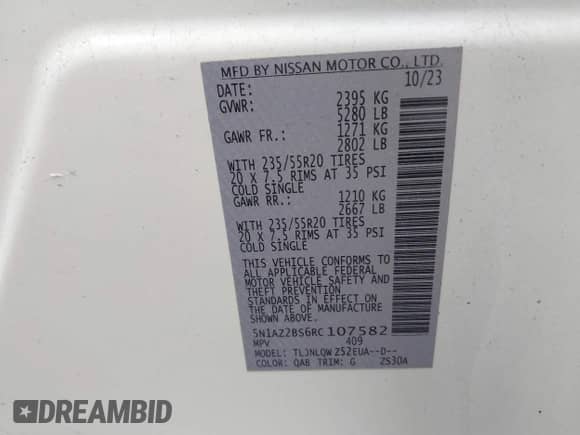 MFD BY NISSAN MOTOR CO., LTD.
DATE: 10/23
GVWR: 2395 KG
5280 LB
GAWR FR.: 1271 KG
2802 LB
WITH 235/55R20 TIRES
20 X 7.5 RIMS AT 35 PSI
COLD SINGLE
GAWR RR.: 1210 KG
2667 LB
WITH 235/55R20 TIRES
20 X 7.5 RIMS AT 35 PSI
COLD SINGLE
THIS VEHICLE CONFORMS TO
ALL APPLICABLE FEDERAL
MOTOR VEHICLE SAFETY AND
THEFT PREVENTION
STANDARDS IN EFFECT ON
THE DATE OF MANUFACTURE
SHOWN ABOVE.
5N1AZ2BS6RC107582
MPV 409
MODEL: TLJNLQW Z52EUA--D--
COLOR: QAB TRIM: G ZS30A
DREAMBID
DREAMBID